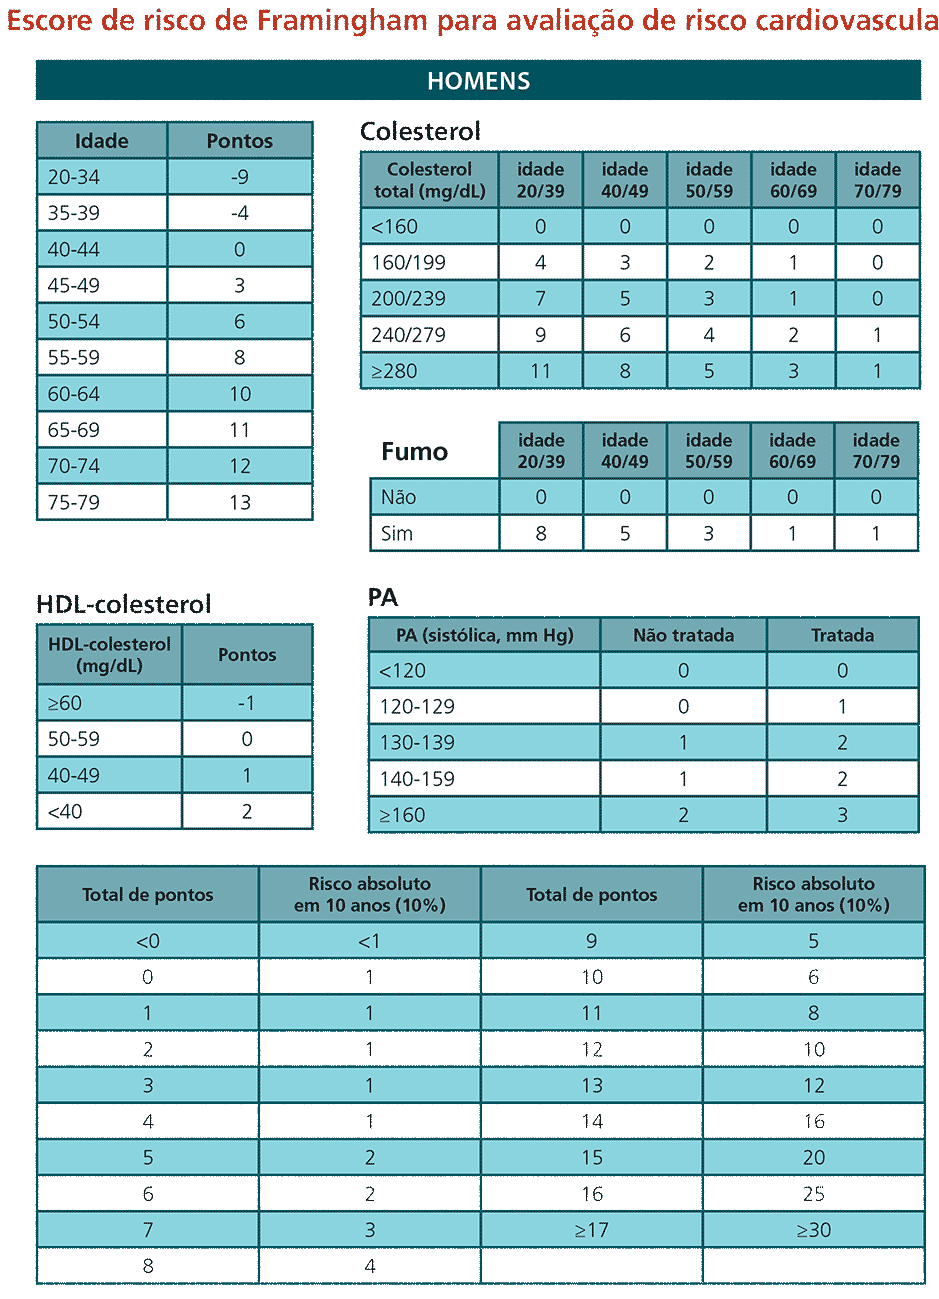 Escore de risco de Framingham para avaliação de risco cardiovascula
HOMENS
Idade Pontos
20-34 -9
35-39 -4
40-44 0
45-49 3
50-54 6
55-59 8
60-64 10
65-69 11
70-74 12
75-79 13
Colesterol
Colesterol total (mg/dL) idade 20/39 idade 40/49 idade 50/59 idade 60/69 idade 70/79
<160 0 0 0 0 0
160/199 4 3 2 1 0
200/239 7 5 3 1 0
240/279 9 6 4 2 1
≥280 11 8 5 3 1
Fumo idade 20/39 idade 40/49 idade 50/59 idade 60/69 idade 70/79
Não 0 0 0 0 0
Sim 8 5 3 1 1
HDL-colesterol
HDL-colesterol (mg/dL) Pontos
≥60 -1
50-59 0
40-49 1
<40 2
PA
PA (sistólica, mm Hg) Não tratada Tratada
<120 0 0
120-129 0 1
130-139 1 2
140-159 1 2
≥160 2 3
Total de pontos Risco absoluto em 10 anos (10%) Total de pontos Risco absoluto em 10 anos (10%)
<0 <1 9 5
0 1 10 6
1 1 11 8
2 1 12 10
3 1 13 12
4 1 14 16
5 2 15 20
6 2 16 25
7 3 ≥17 ≥30
8 4